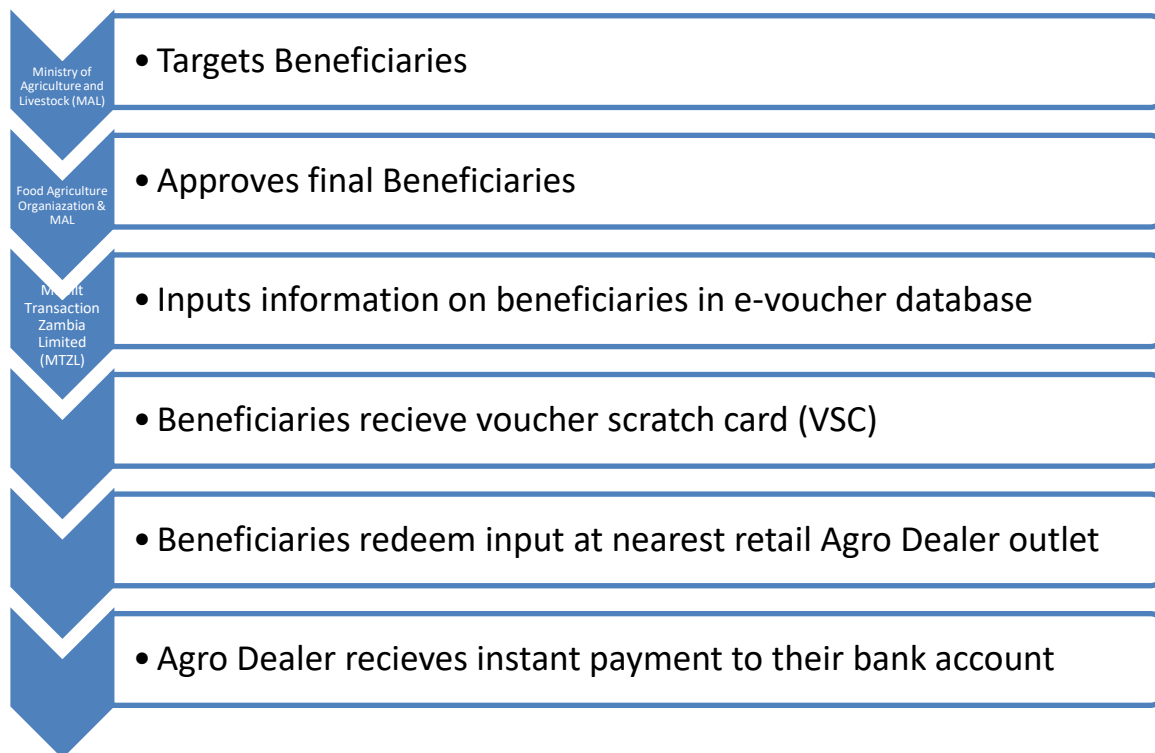 Ministry of
Agriculture and
Livestock (MAL)
• Targets Beneficiaries
Food Agriculture
Organiazation &
MAL
• Approves final Beneficiaries
Transaction
Zambia
Limited
(MTZL)
• Inputs information on beneficiaries in e-voucher database
• Beneficiaries recieve voucher scratch card (VSC)
• Beneficiaries redeem input at nearest retail Agro Dealer outlet
• Agro Dealer recieves instant payment to their bank account